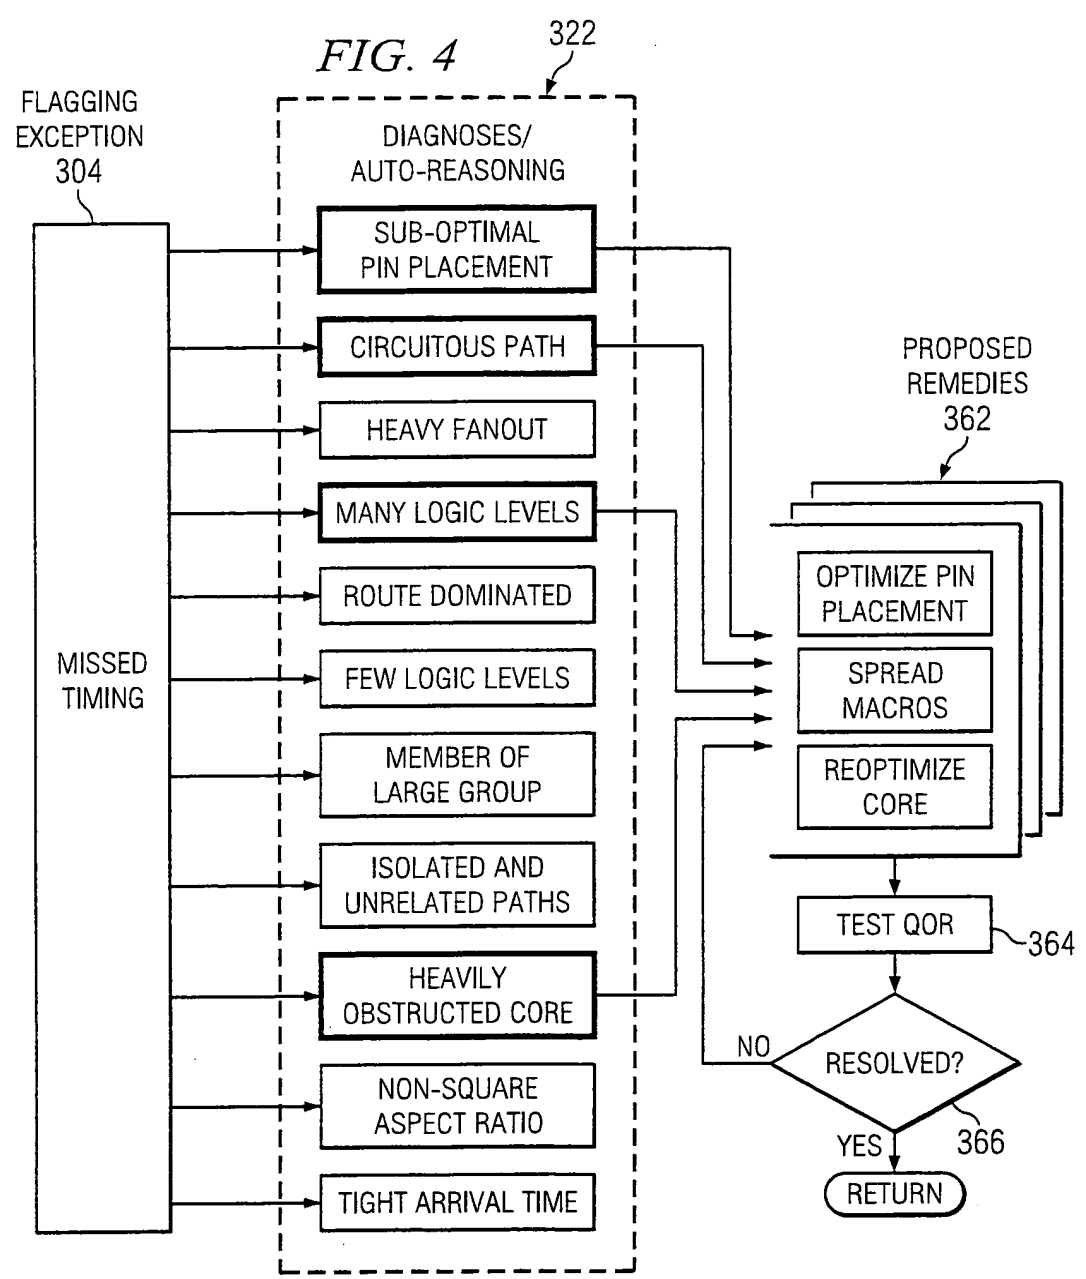 FIG. 4
322
FLAGGING
EXCEPTION
304
DIAGNOSES/
AUTO-REASONING
SUB-OPTIMAL
PIN PLACEMENT
CIRCUITOUS PATH
HEAVY FANOUT
MANY LOGIC LEVELS
ROUTE DOMINATED
FEW LOGIC LEVELS
MEMBER OF
LARGE GROUP
ISOLATED AND
UNRELATED PATHS
HEAVILY
OBSTRUCTED CORE
NON-SQUARE
ASPECT RATIO
TIGHT ARRIVAL TIME
MISSED
TIMING
PROPOSED
REMEDIES
362
OPTIMIZE PIN
PLACEMENT
SPREAD
MACROS
REOPTIMIZE
CORE
TEST QOR
364
RESOLVED?
NO
366
YES
RETURN